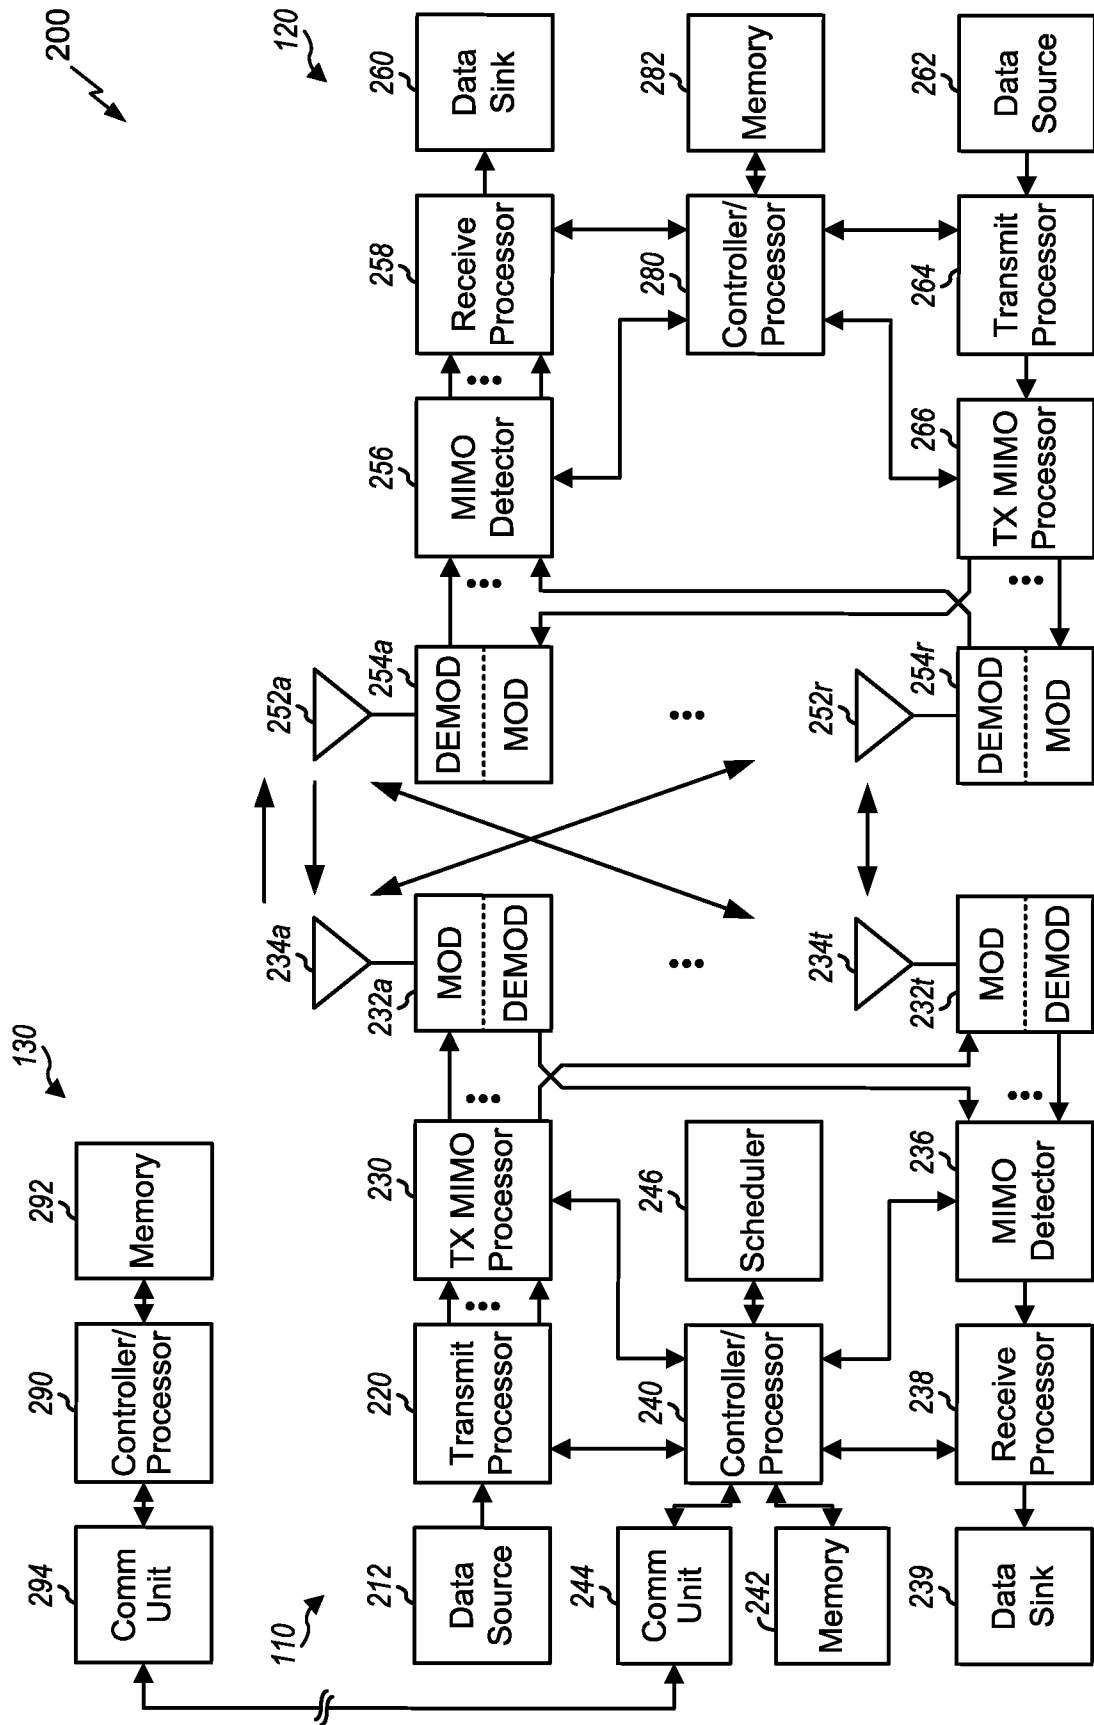 200
130
294
Comm
Unit
290
Controller/
Processor
292
Memory
110
120
212
Data
Source
220
Transmit
Processor
230
TX MIMO
Processor
232a
MOD
DEMOD
234a
252a
254a
DEMOD
MOD
256
MIMO
Detector
258
Receive
Processor
260
Data
Sink
244
Comm
Unit
242
Memory
240
Controller/
Processor
246
Scheduler
280
Controller/
Processor
282
Memory
239
Data
Sink
238
Receive
Processor
236
MIMO
Detector
232t
MOD
DEMOD
234t
252r
254r
DEMOD
MOD
266
TX MIMO
Processor
264
Transmit
Processor
262
Data
Source